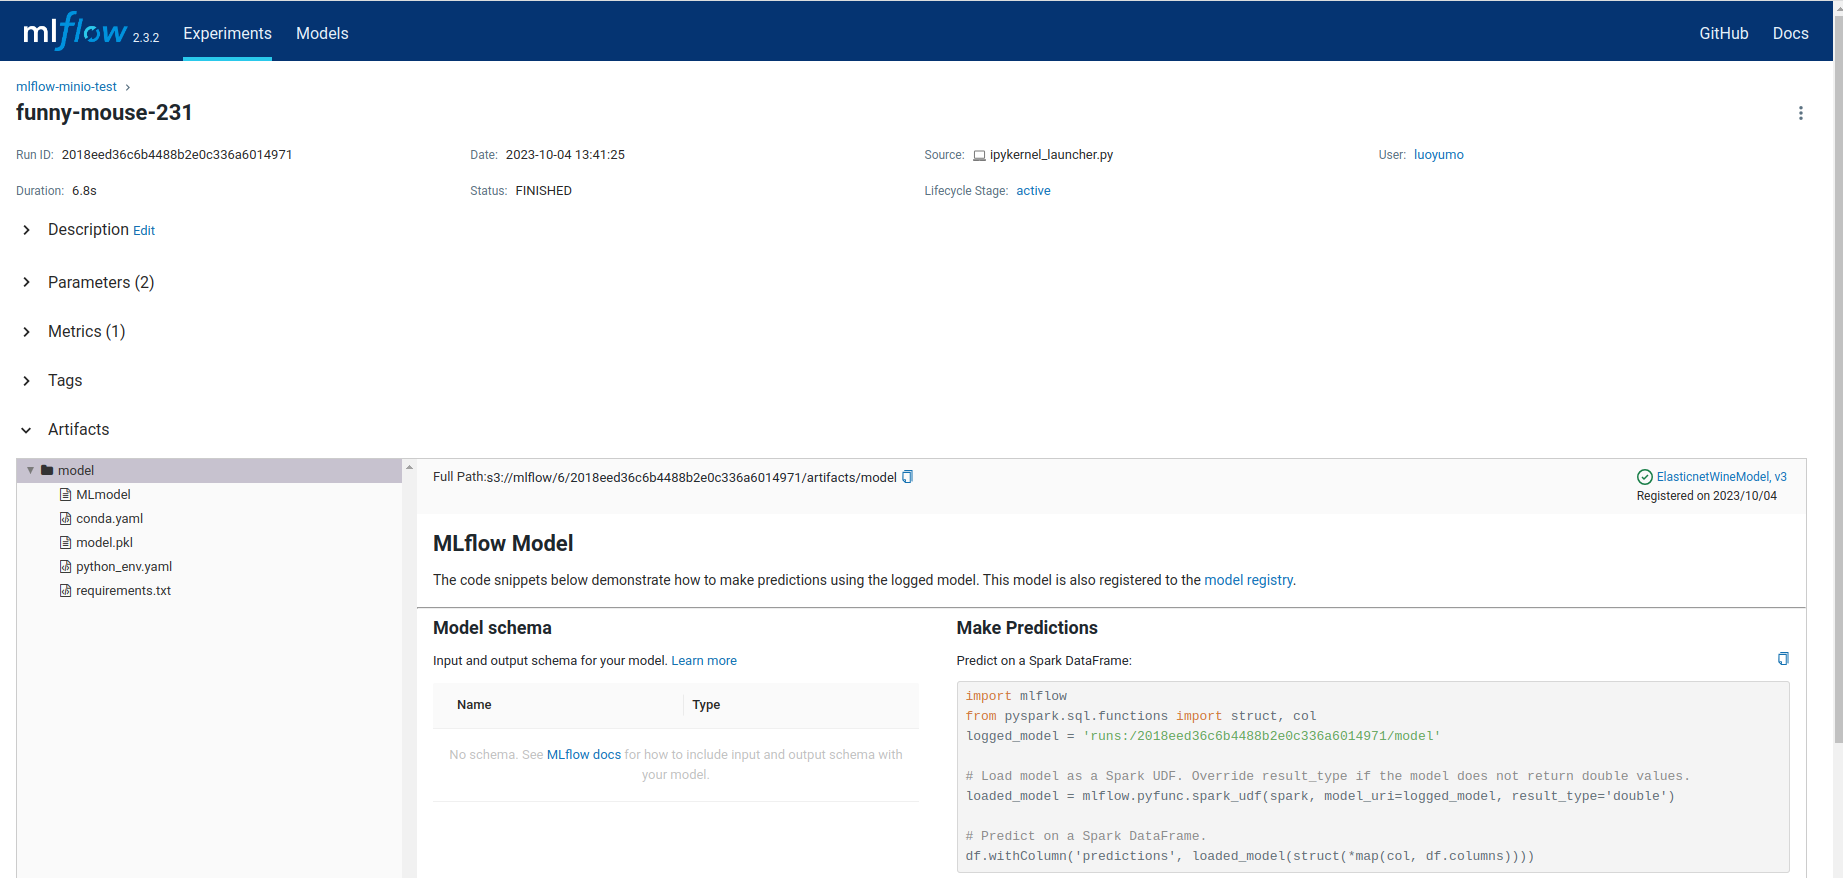 mlflow 2.3.2 Experiments Models GitHub Docs
mlflow-minio-test
funny-mouse-231
Run ID: 2018eed36c6b4488b2e0c336a6014971 Date: 2023-10-04 13:41:25 Source: ipykernel_launcher.py User: luoyumo
Duration: 6.8s Status: FINISHED Lifecycle Stage: active
Description Edit
Parameters (2)
Metrics (1)
Tags
Artifacts
model
MLmodel
conda.yaml
model.pkl
python_env.yaml
requirements.txt
Full Path:s3://mlflow/6/2018eed36c6b4488b2e0c336a6014971/artifacts/model
ElasticnetWineModel, v3
Registered on 2023/10/04
MLflow Model
The code snippets below demonstrate how to make predictions using the logged model. This model is also registered to the model registry.
Model schema
Input and output schema for your model. Learn more
Name Type
No schema. See MLflow docs for how to include input and output schema with
your model.
Make Predictions
Predict on a Spark DataFrame:
import mlflow
from pyspark.sql.functions import struct, col
logged_model = 'runs:/2018eed36c6b4488b2e0c336a6014971/model'
# Load model as a Spark UDF. Override result_type if the model does not return double values.
loaded_model = mlflow.pyfunc.spark_udf(spark, model_uri=logged_model, result_type='double')
# Predict on a Spark DataFrame.
df.withColumn('predictions', loaded_model(struct(*map(col, df.columns))))